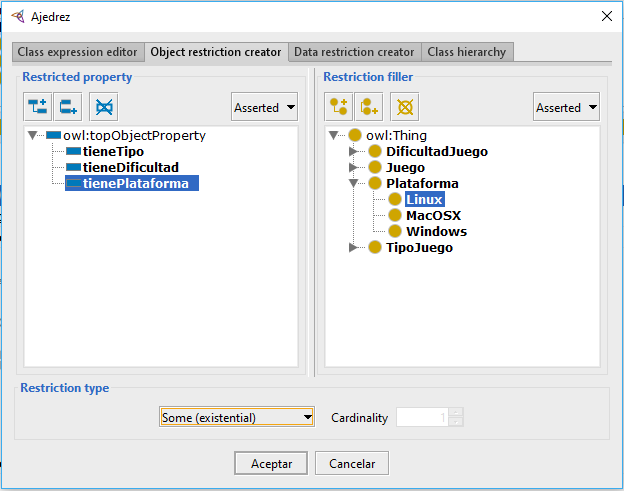 Ajedrez
Class expression editor Object restriction creator Data restriction creator Class hierarchy
Restricted property
Asserted
owl:topObjectProperty
tieneTipo
tieneDificultad
tienePlataforma
Restriction filler
Asserted
owl:Thing
DificultadJuego
Juego
Plataforma
Linux
MacOSX
Windows
TipoJuego
Restriction type
Some (existential) Cardinality 1
Aceptar Cancelar